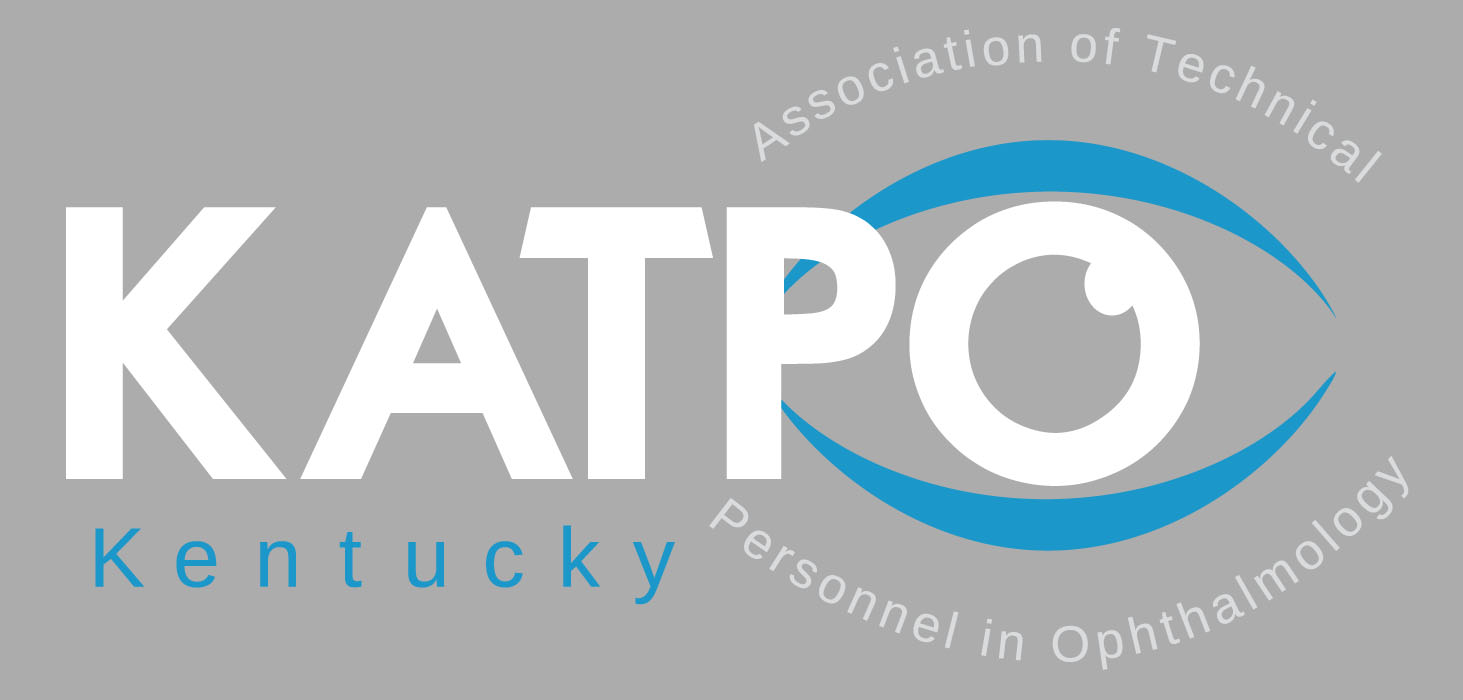 KATPO
Kentucky
Association of Technical
Personnel in Ophthalmology